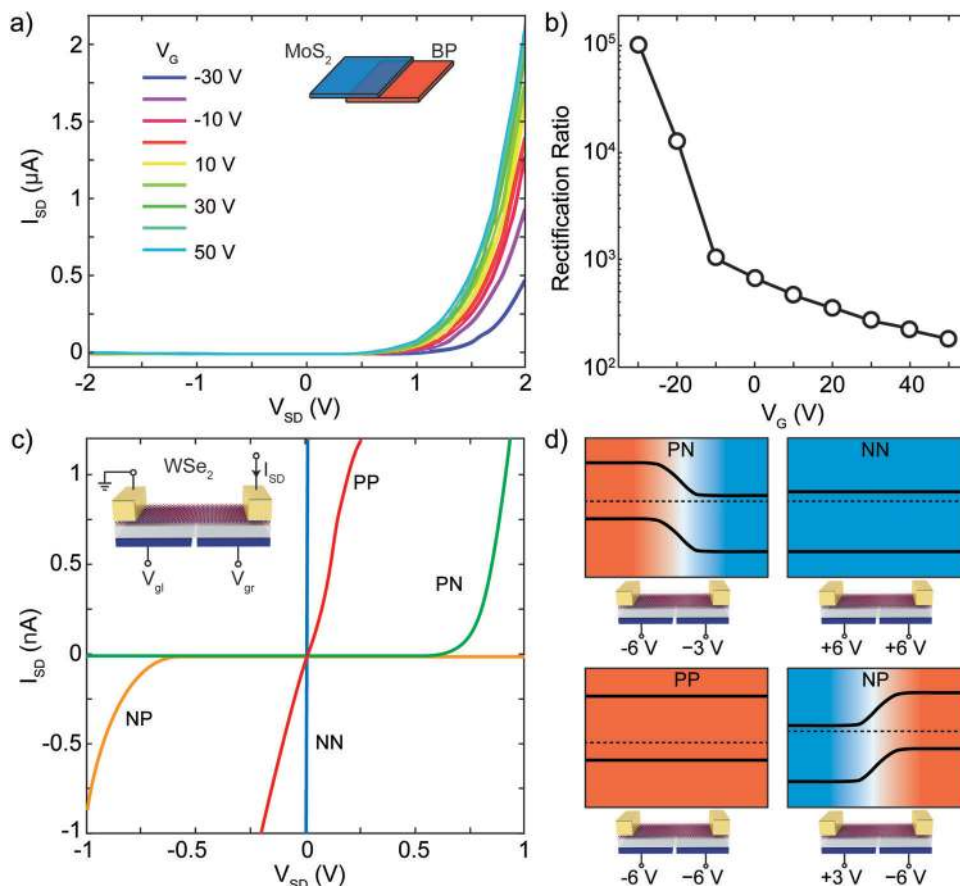 a)
V_G
-30 V
-10 V
10 V
30 V
50 V
MoS₂
BP
2
1.5
1
0.5
0
I_SD (µA)
-2
-1
0
1
2
V_SD (V)
b)
10⁵
10⁴
10³
10²
Rectification Ratio
-20
0
20
40
V_G (V)
c)
WSe₂
I_SD
V_gl
V_gr
PP
PN
NP
NN
1
0.5
0
-0.5
-1
I_SD (nA)
-1
-0.5
0
0.5
1
V_SD (V)
d)
PN
NN
-6 V
−3 V
+6 V
+6 V
PP
NP
-6 V
−6 V
+3 V
−6 V